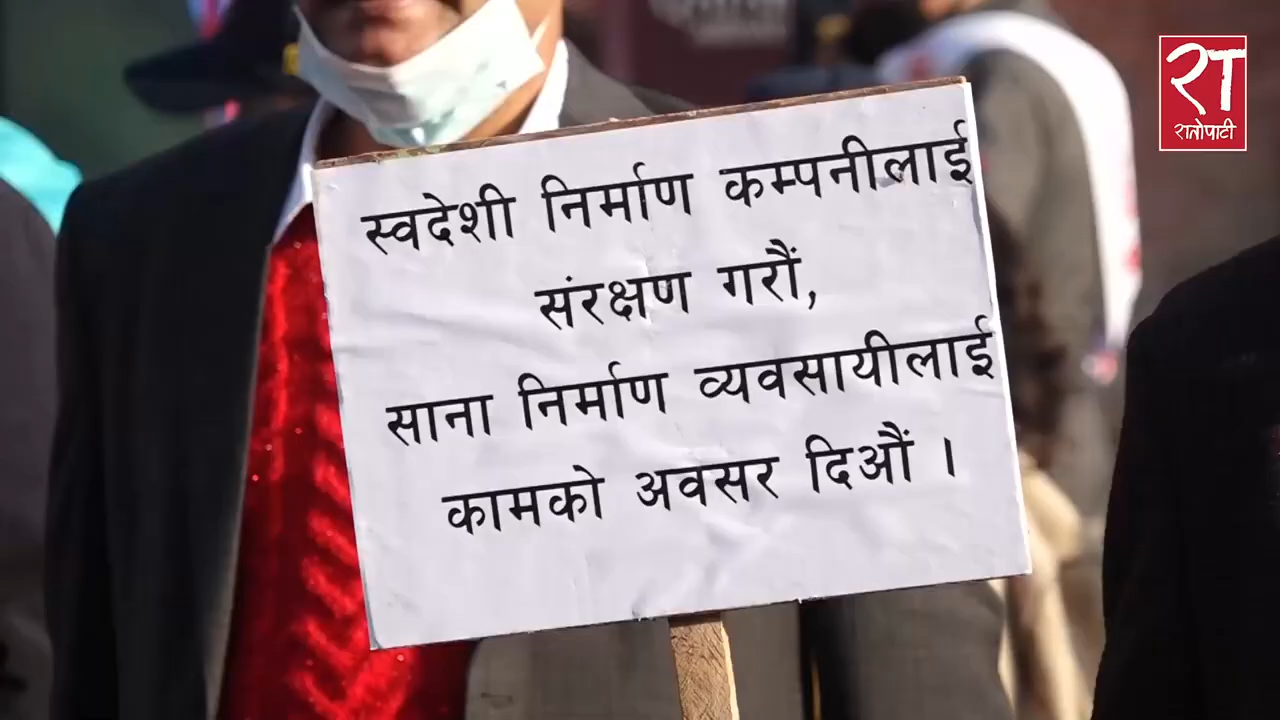 स्वदेशी निर्माण कम्पनीलाई
संरक्षण गरौं,
साना निर्माण व्यवसायीलाई
कामको अवसर दिऔं ।
रा
रातोपाटी